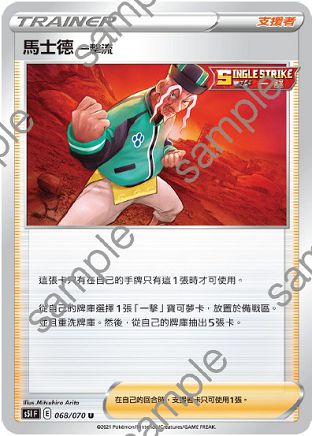 TRAINER 支援者
馬士德 一擊流
SINGLE STRIKE
一擊
這張卡只有在自己的手牌只有這1張時才可使用。
從自己的牌庫選擇1張「一擊」寶可夢卡，放置於備戰區。
並且重洗牌庫。然後，從自己的牌庫抽出5張卡。
Illus. Mitsuhiro Arita
S5I F E 068/070 U
在自己的回合時，支援者卡只可使用1張。
©2021 Pokémon/Nintendo/Creatures/GAME FREAK.
sample
sample
sample
sample
sample
sample